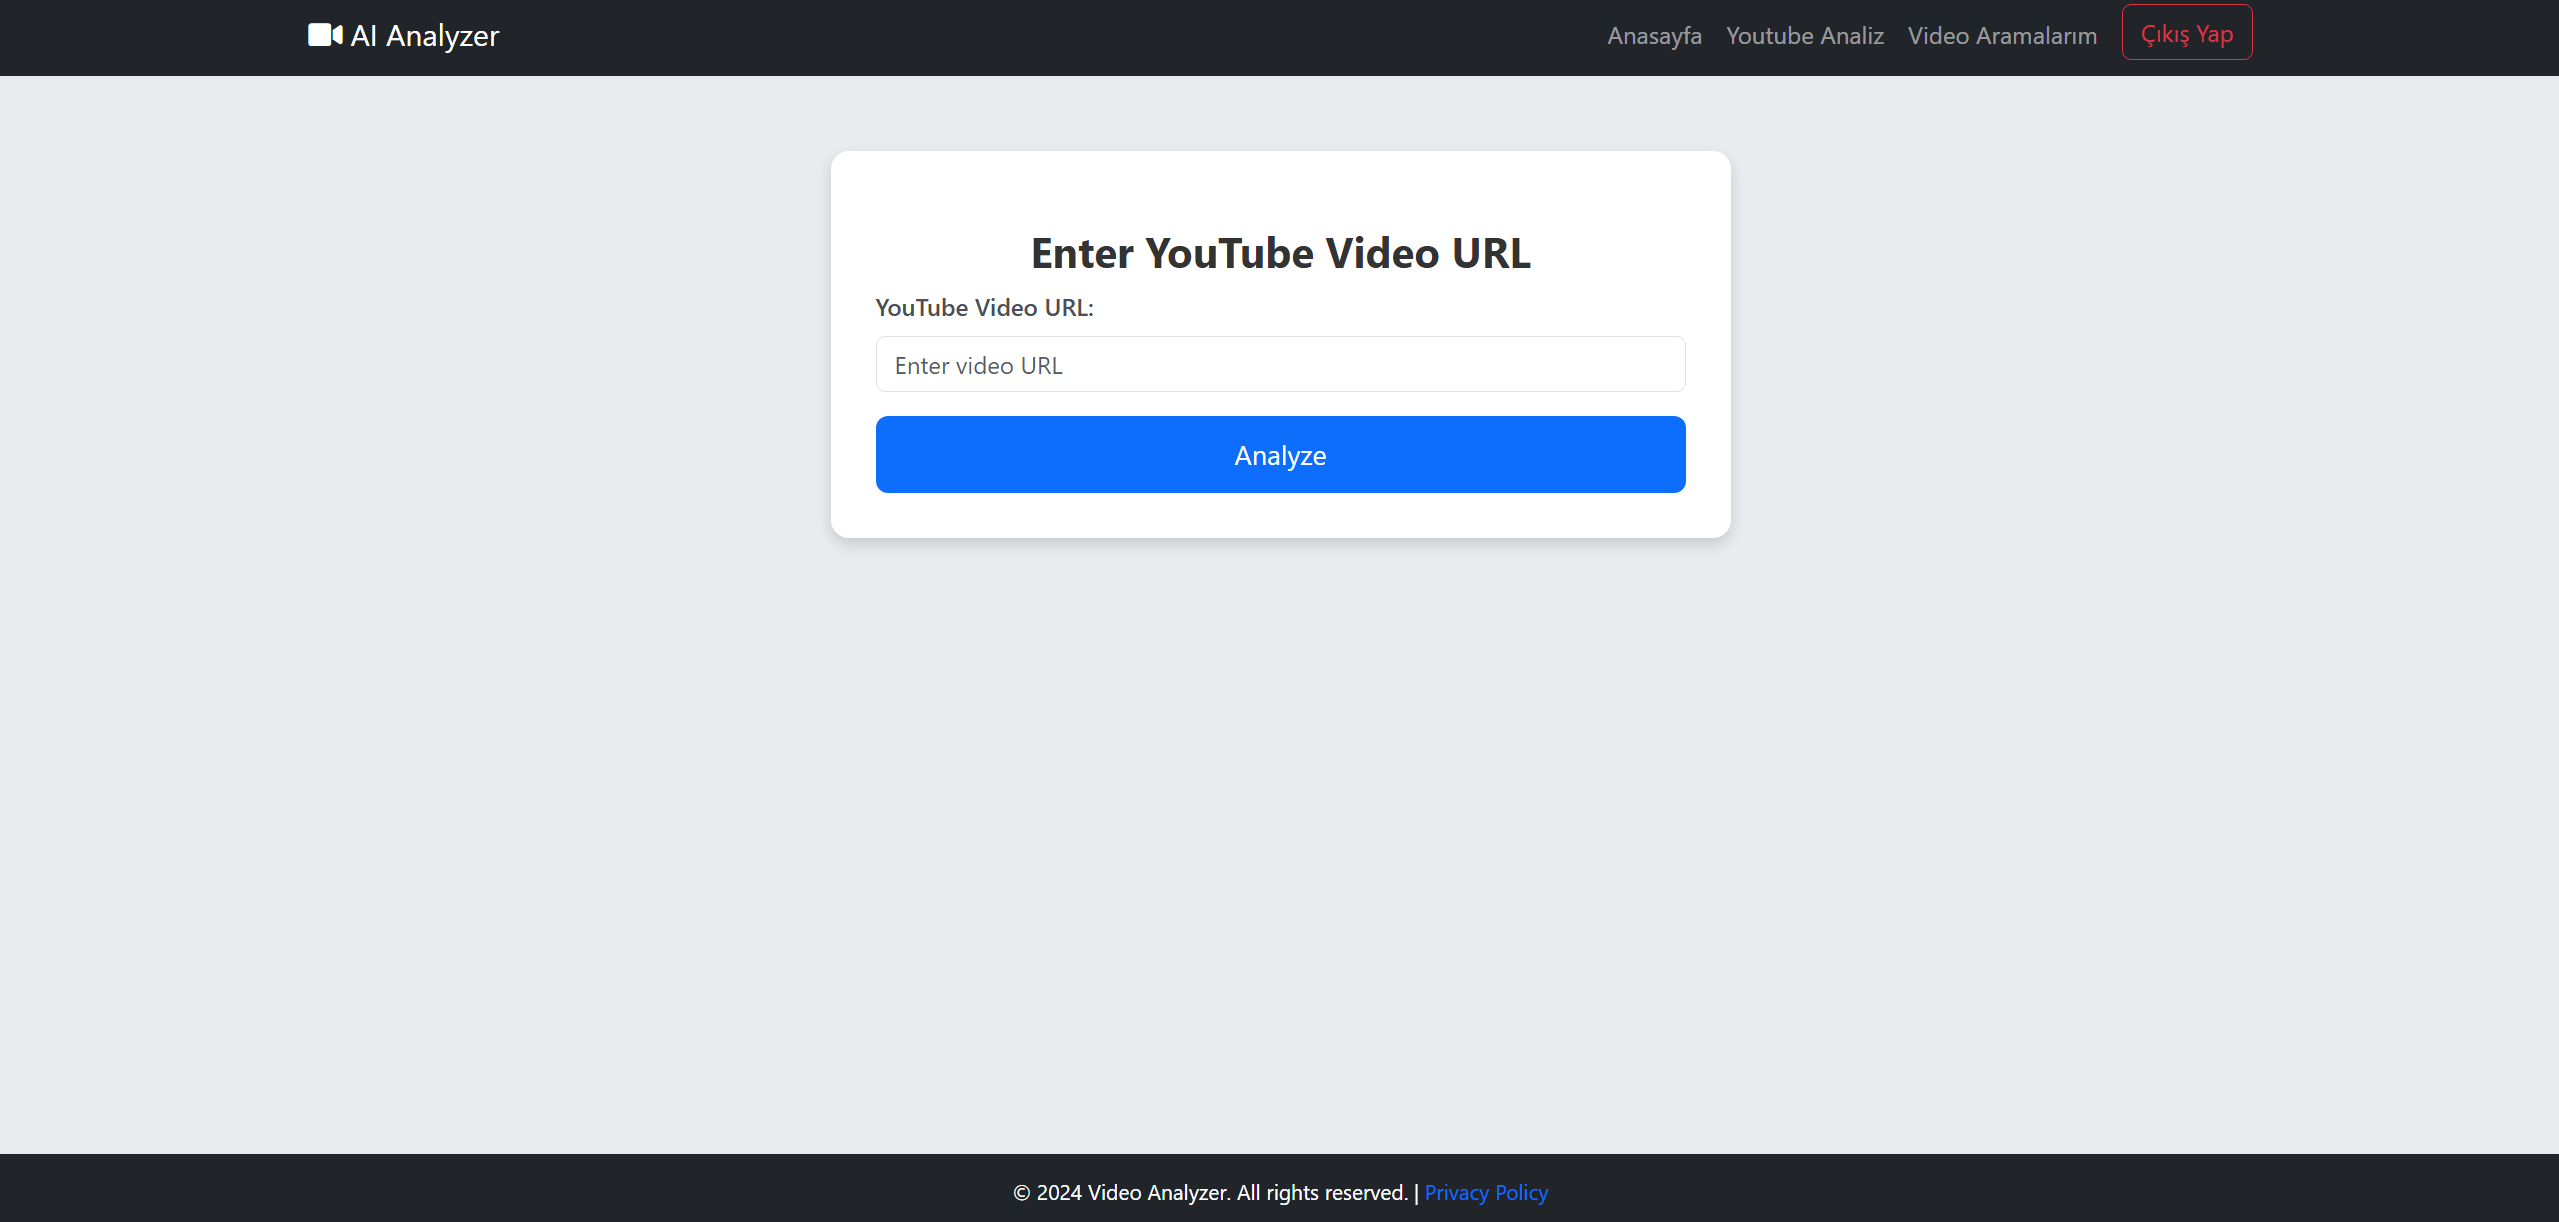 AI Analyzer
Anasayfa Youtube Analiz Video Aramalarım Çıkış Yap
Enter YouTube Video URL
YouTube Video URL:
Enter video URL
Analyze
© 2024 Video Analyzer. All rights reserved. | Privacy Policy